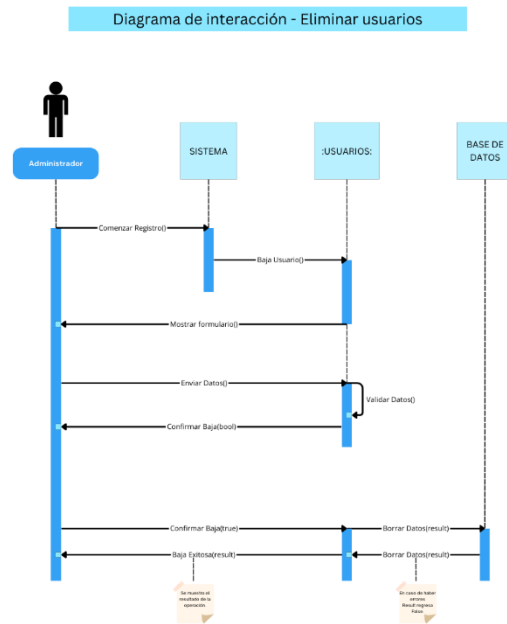 Diagrama de interacción - Eliminar usuarios
Administrador
SISTEMA
:USUARIOS:
BASE DE
DATOS
Comenzar Registro()
Baja Usuario()
Mostrar formulario()
Enviar Datos()
Validar Datos()
Confirmar Baja(bool)
Confirmar Baja(true)
Borrar Datos(result)
Baja Exitosa(result)
Borrar Datos(result)
Se muestra el
resultado de la
operación.
En caso de haber
errores
Result regresa
False